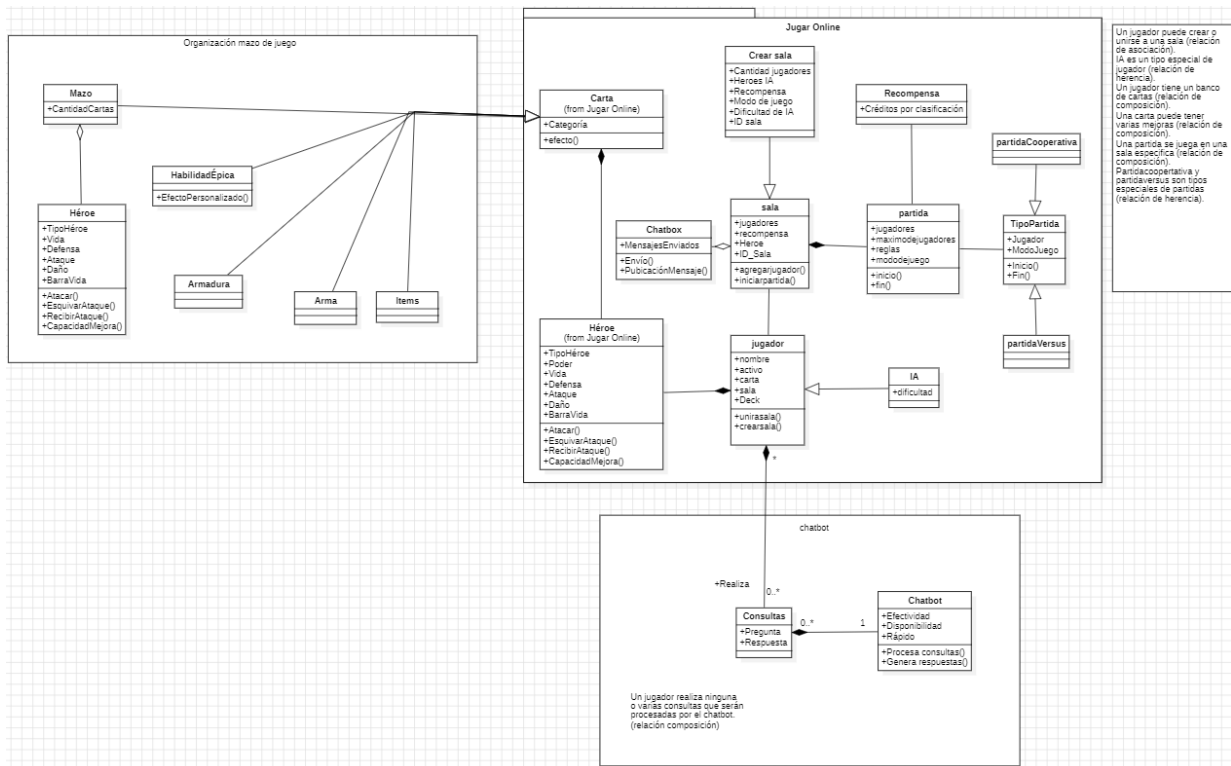 Organización mazo de juego
Mazo
+CantidadCartas
HabilidadÉpica
+EfectoPersonalizado()
Héroe
+TipoHéroe
+Vida
+Defensa
+Ataque
+Daño
+BarraVida
+Atacar()
+EsquivarAtaque()
+RecibirAtaque()
+CapacidadMejora()
Armadura
Arma
Items
Jugar Online
Carta
(from Jugar Online)
+Categoría
+efecto()
Crear sala
+Cantidad jugadores
+Heroes IA
+Recompensa
+Modo de juego
+Dificultad de IA
+ID sala
Recompensa
+Créditos por clasificación
partidaCooperativa
Chatbox
+MensajesEnviados
+Envío()
+PubicaciónMensaje()
sala
+jugadores
+recompensa
+Heroe
+ID_Sala
+agregarjugador()
+iniciarpartida()
partida
+jugadores
+maximodejugadores
+reglas
+mododejuego
+inicio()
+fin()
TipoPartida
+Jugador
+ModoJuego
+Inicio()
+Fin()
partidaVersus
Héroe
(from Jugar Online)
+TipoHéroe
+Poder
+Vida
+Defensa
+Ataque
+Daño
+BarraVida
+Atacar()
+EsquivarAtaque()
+RecibirAtaque()
+CapacidadMejora()
jugador
+nombre
+activo
+carta
+sala
+Deck
+unirasala()
+crearsala()
IA
+dificultad
*
Un jugador puede crear o
unirse a una sala (relación
de asociación).
IA es un tipo especial de
jugador (relación de
herencia).
Un jugador tiene un banco
de cartas (relación de
composición).
Una carta puede tener
varias mejoras (relación de
composición).
Una partida se juega en una
sala específica (relación de
composición).
Partidacoopertativa y
partidaversus son tipos
especiales de partidas
(relación de herencia).
chatbot
+Realiza
0..*
Consultas
+Pregunta
+Respuesta
0..*
1
Chatbot
+Efectividad
+Disponibilidad
+Rápido
+Procesa consultas()
+Genera respuestas()
Un jugador realiza ninguna
o varias consultas que serán
procesadas por el chatbot.
(relación composición)